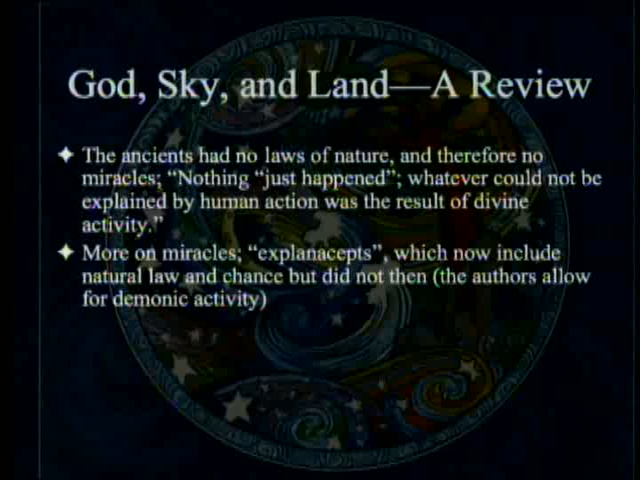 God, Sky, and Land—A Review
The ancients had no laws of nature, and therefore no
miracles; “Nothing “just happened”; whatever could not be
explained by human action was the result of divine
activity.”
More on miracles; “explanacepts”, which now include
natural law and chance but did not then (the authors allow
for demonic activity)